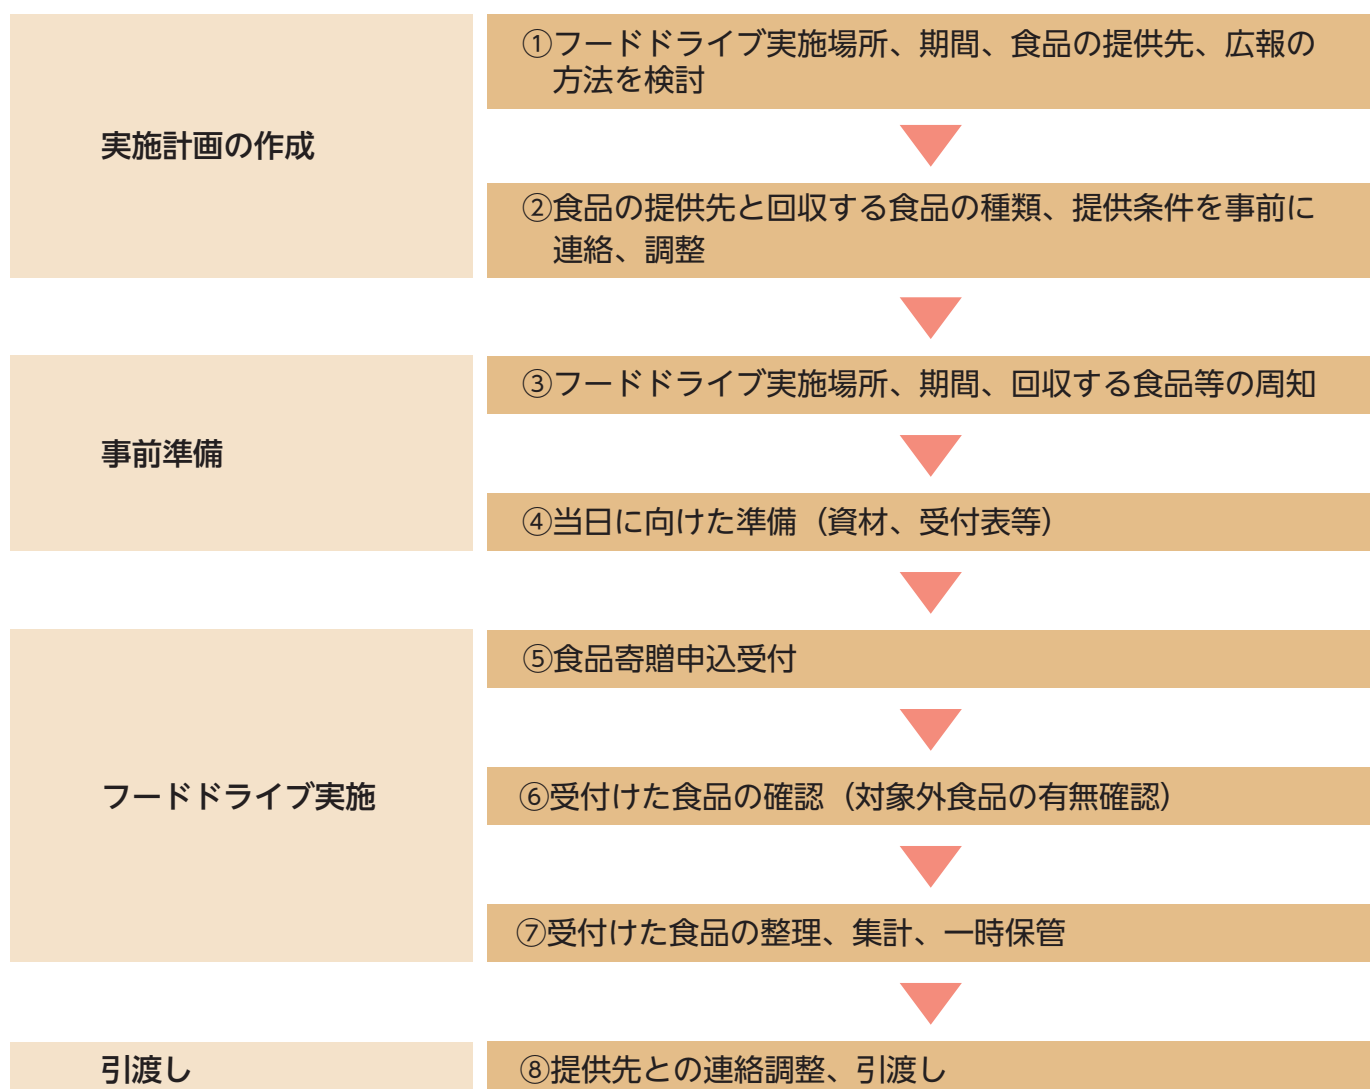 実施計画の作成
①フードドライブ実施場所、期間、食品の提供先、広報の
方法を検討
②食品の提供先と回収する食品の種類、提供条件を事前に
連絡、調整
事前準備
③フードドライブ実施場所、期間、回収する食品等の周知
④当日に向けた準備（資材、受付表等）
フードドライブ実施
⑤食品寄贈申込受付
⑥受付けた食品の確認（対象外食品の有無確認）
⑦受付けた食品の整理、集計、一時保管
引渡し
⑧提供先との連絡調整、引渡し